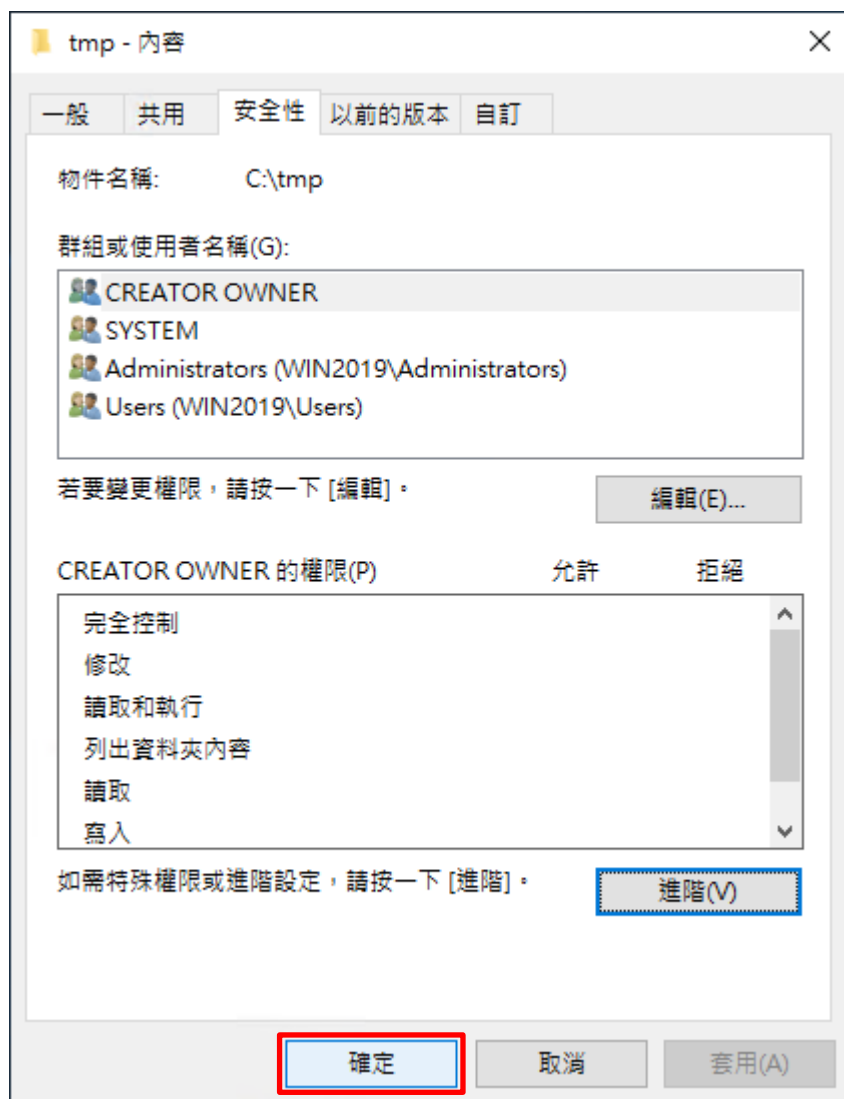 tmp - 內容
一般 共用 安全性 以前的版本 自訂
物件名稱: C:\tmp
群組或使用者名稱(G):
CREATOR OWNER
SYSTEM
Administrators (WIN2019\Administrators)
Users (WIN2019\Users)
若要變更權限，請按一下 [編輯]。
編輯(E)...
CREATOR OWNER 的權限(P) 允許 拒絕
完全控制
修改
讀取和執行
列出資料夾內容
讀取
寫入
如需特殊權限或進階設定，請按一下 [進階]。
進階(V)
確定 取消 套用(A)